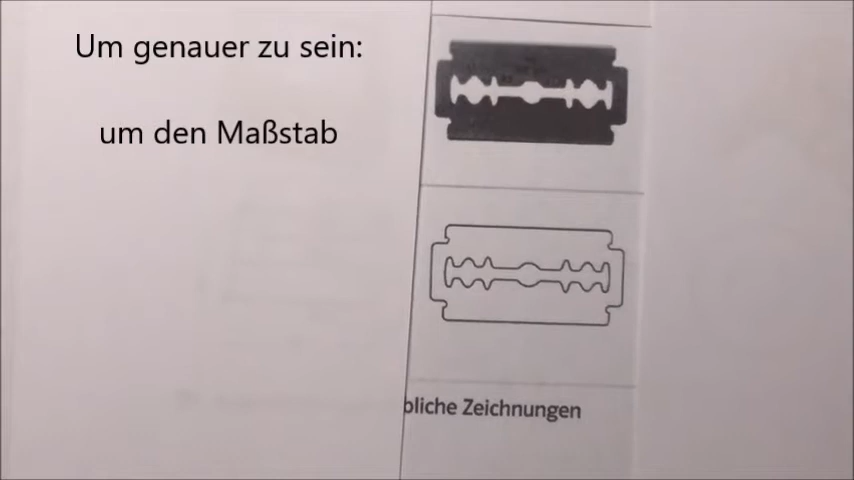 Um genauer zu sein:
um den Maßstab
bliche Zeichnungen